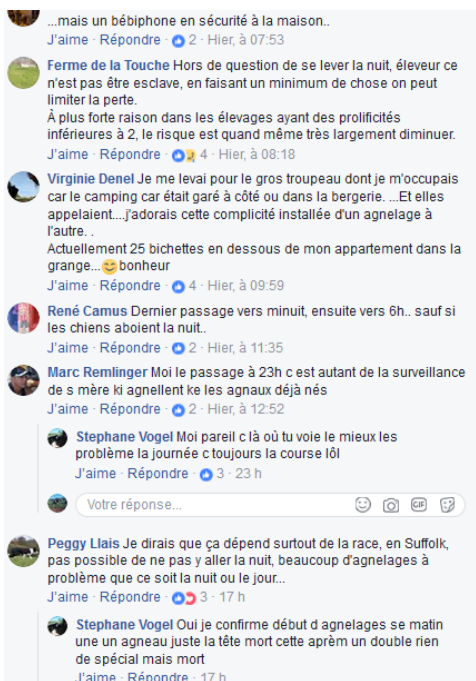 ...mais un bébiphone en sécurité à la maison..
J'aime · Répondre · 2 · Hier, à 07:53
Ferme de la Touche Hors de question de se lever la nuit, éleveur ce
n'est pas être esclave, en faisant un minimum de chose on peut
limiter la perte.
À plus forte raison dans les élevages ayant des prolificités
inférieures à 2, le risque est quand même très largement diminuer.
J'aime · Répondre · 4 · Hier, à 08:18
Virginie Denel Je me levai pour le gros troupeau dont je m'occupais
car le camping car était garé à côté ou dans la bergerie. ...Et elles
appelaient....j'adorais cette complicité installée d'un agnelage à
l'autre. .
Actuellement 25 bichettes en dessous de mon appartement dans la
grange...😊bonheur
J'aime · Répondre · 4 · Hier, à 09:59
René Camus Dernier passage vers minuit, ensuite vers 6h.. sauf si
les chiens aboient la nuit..
J'aime · Répondre · 2 · Hier, à 11:35
Marc Remlinger Moi le passage à 23h c est autant de la surveillance
de s mère ki agnellent ke les agnaux déjà nés
J'aime · Répondre · 2 · Hier, à 12:52
Stephane Vogel Moi pareil c là où tu voie le mieux les
problème la journée c toujours la course lôl
J'aime · Répondre · 3 · 23 h
Votre réponse...
GIF
Peggy Llais Je dirais que ça dépend surtout de la race, en Suffolk,
pas possible de ne pas y aller la nuit, beaucoup d'agnelages à
problème que ce soit la nuit ou le jour...
J'aime · Répondre · 3 · 17 h
Stephane Vogel Oui je confirme début d agnelages se matin
une un agneau juste la tête mort cette aprèm un double rien
de spécial mais mort
J'aime · Répondre · 17 h